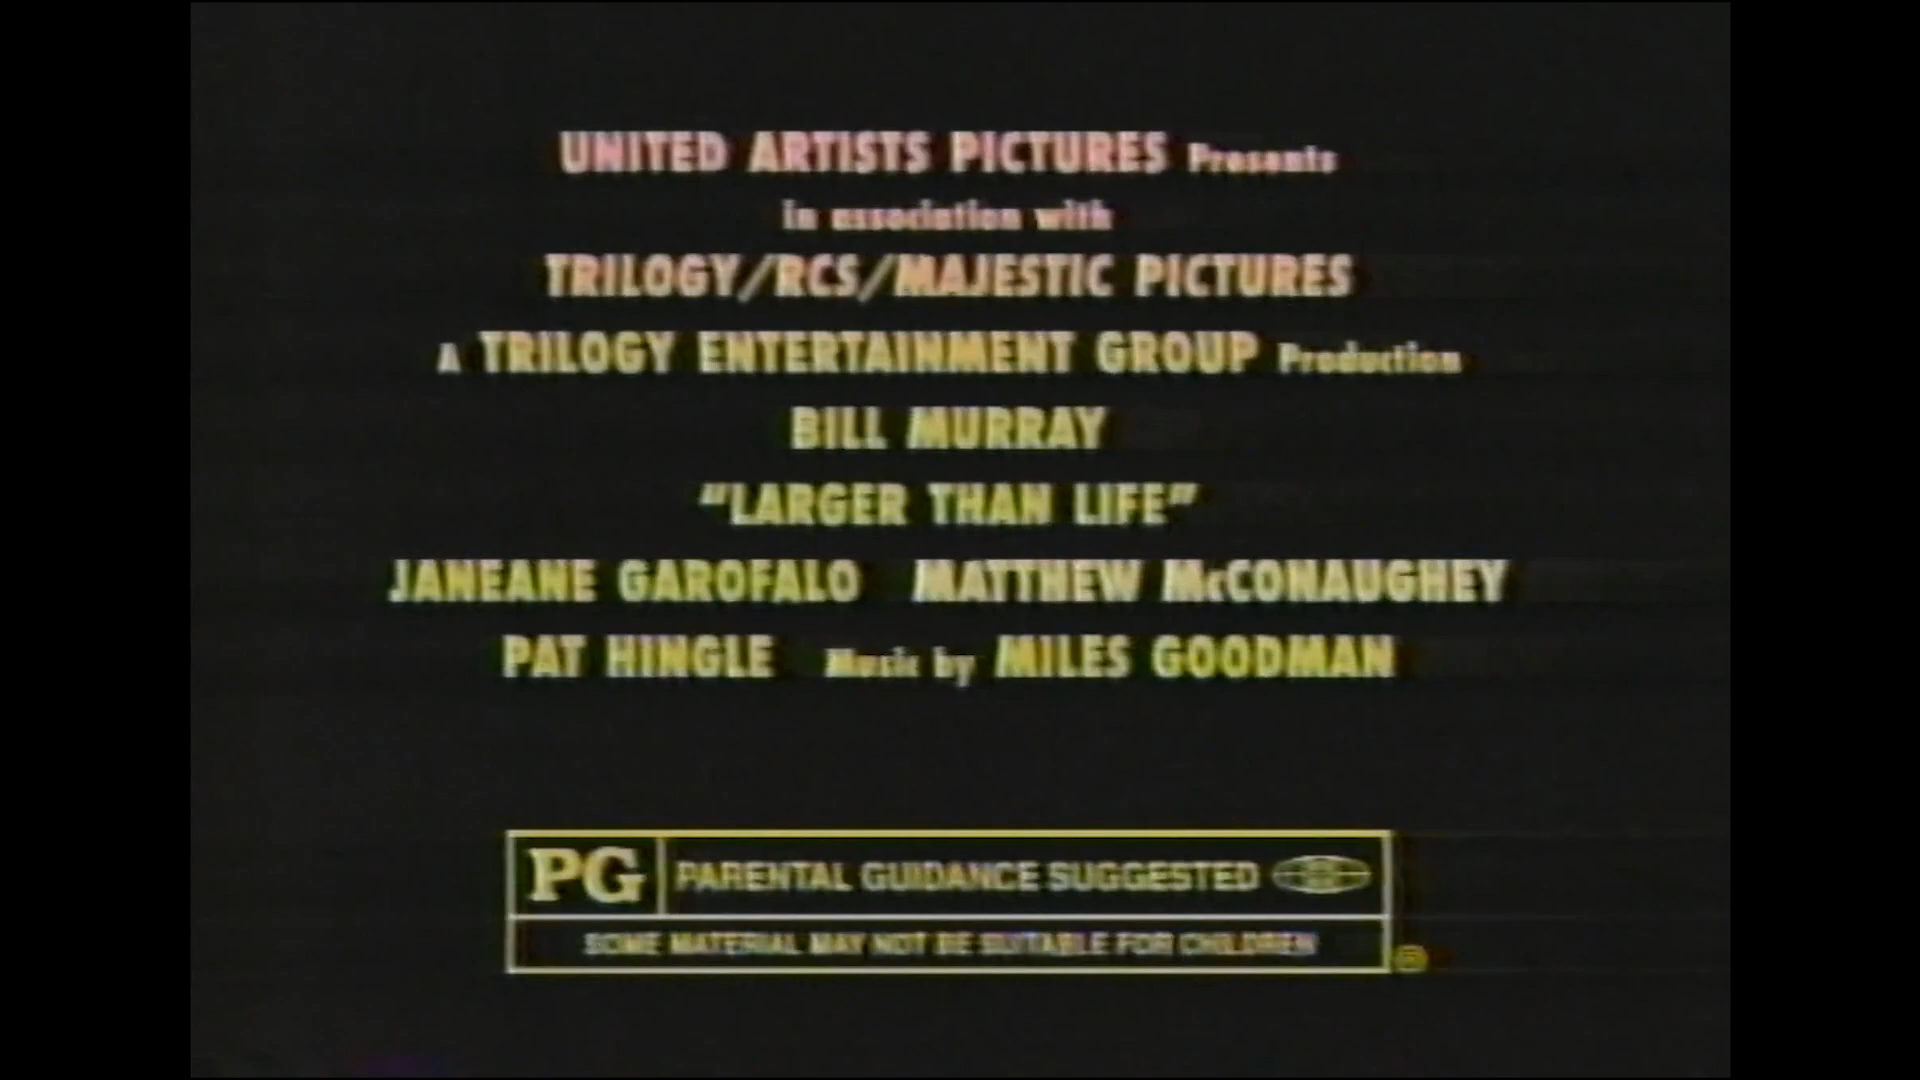 UNITED ARTISTS PICTURES Presents
in association with
TRILOGY/RCS/MAJESTIC PICTURES
A TRILOGY ENTERTAINMENT GROUP Production
BILL MURRAY
"LARGER THAN LIFE"
JANEANE GAROFALO MATTHEW McCONAUGHEY
PAT HINGLE Music by MILES GOODMAN
PG PARENTAL GUIDANCE SUGGESTED
SOME MATERIAL MAY NOT BE SUITABLE FOR CHILDREN
®